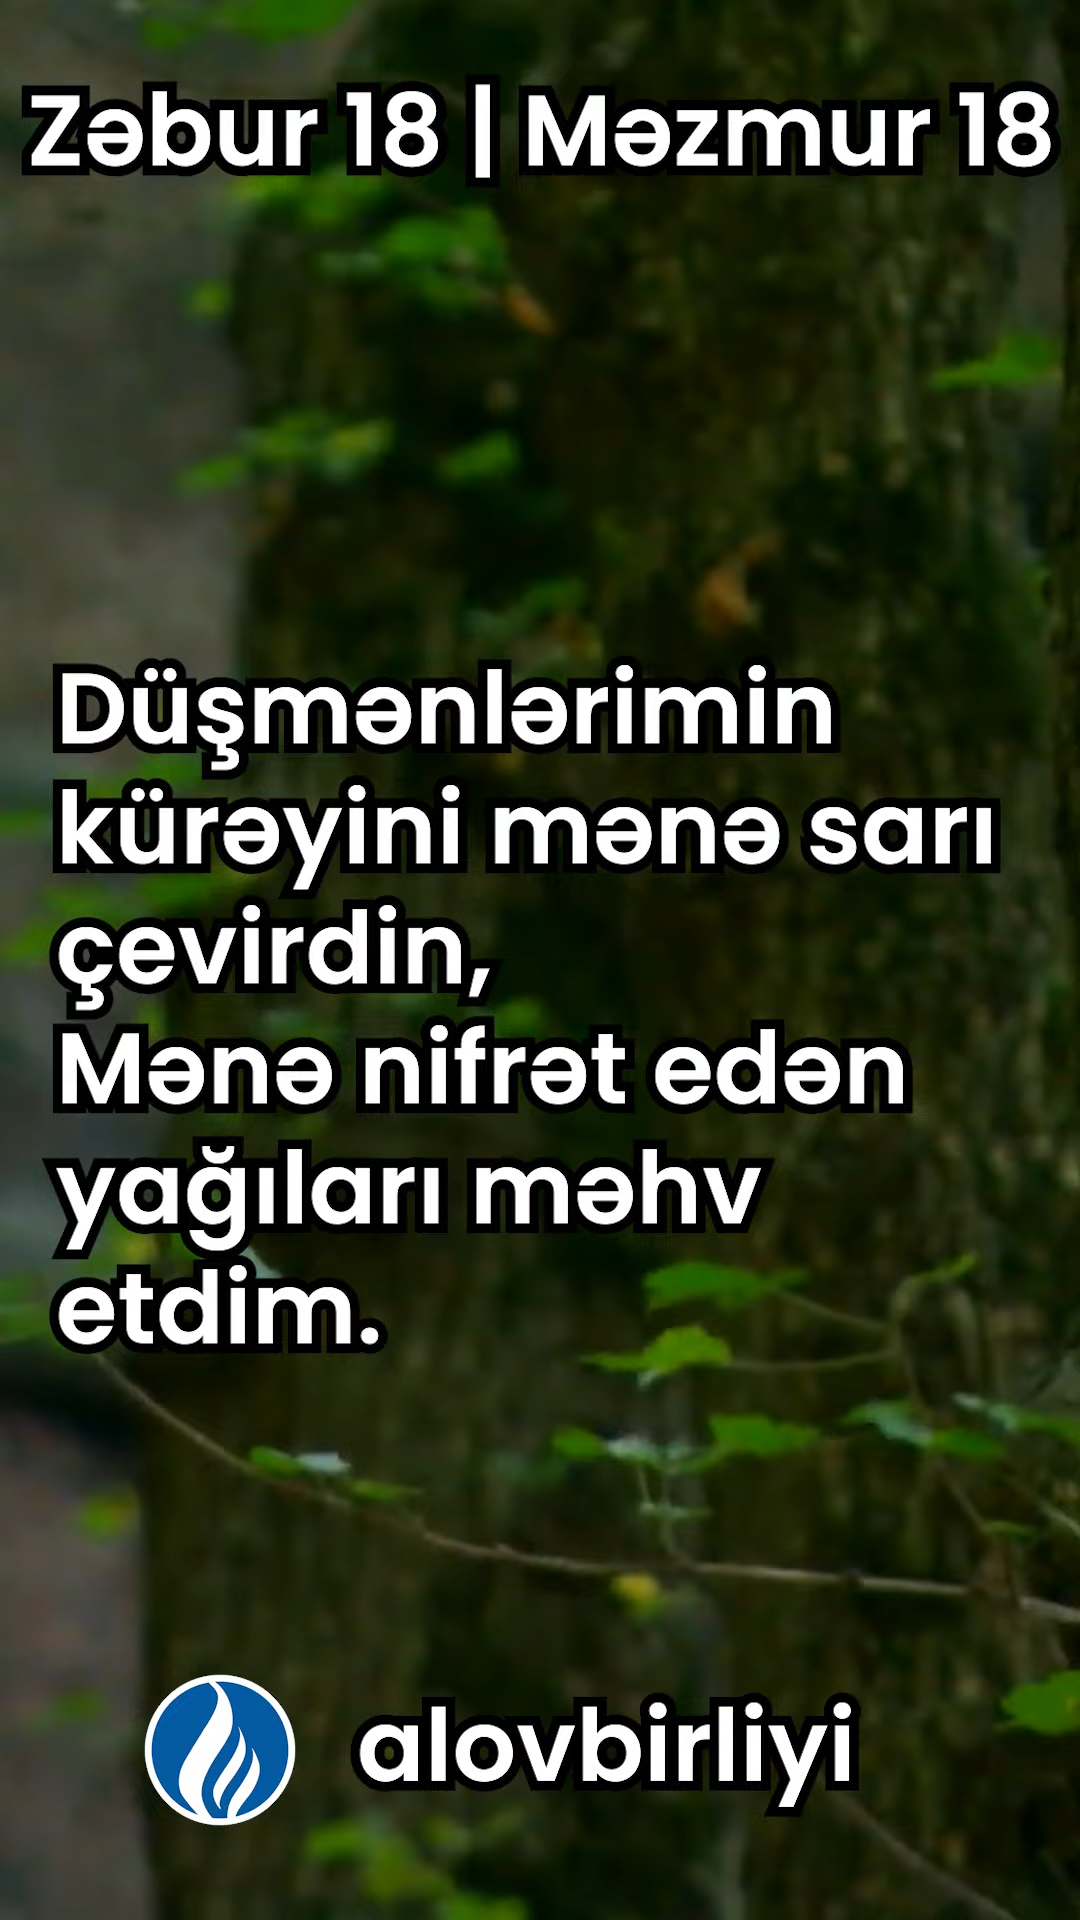 Zəbur 18 | Məzmur 18
Düşmənlərimin
kürəyini mənə sarı
çevirdin,
Mənə nifrət edən
yağıları məhv
etdim.
alovbirliyi